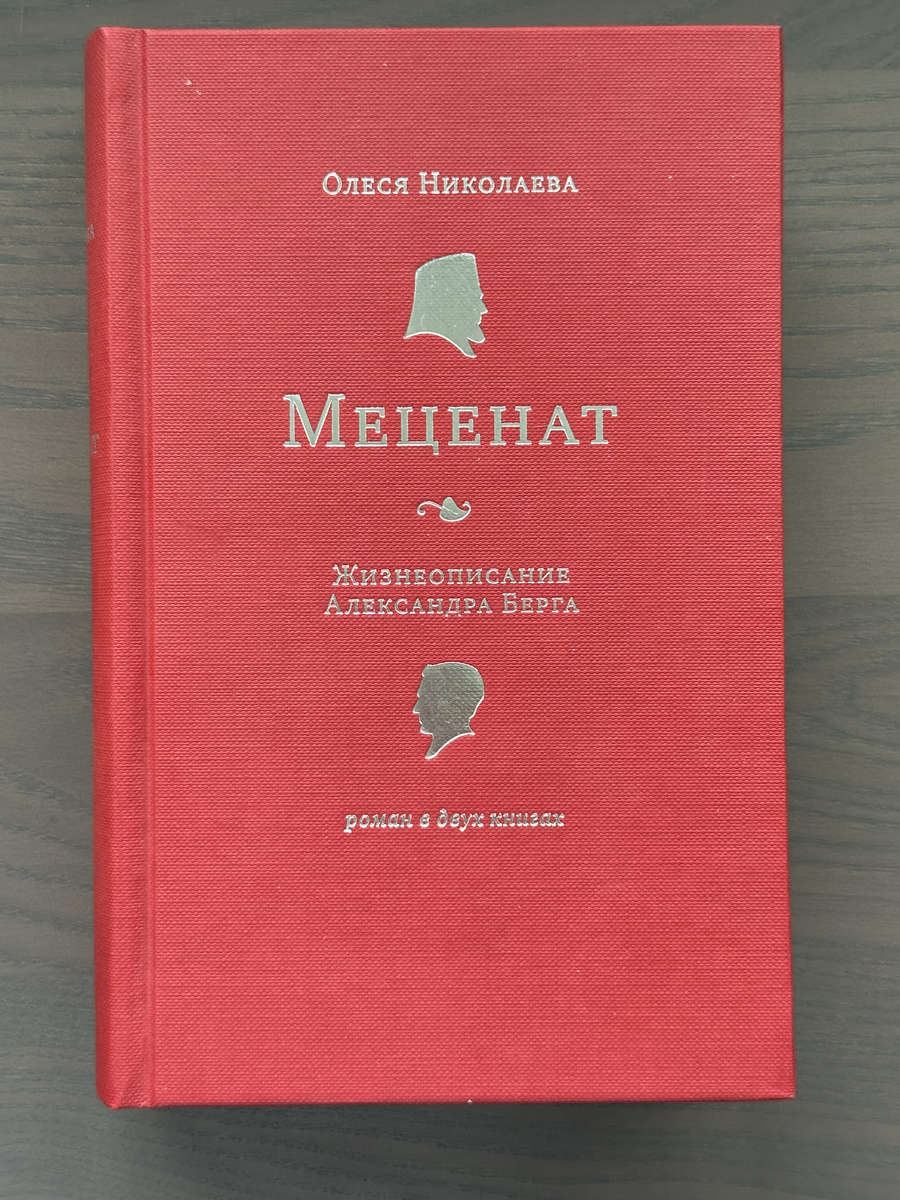 Олеся Николаева
Меценат
Жизнеописание
Александра Берга
роман в двух книгах